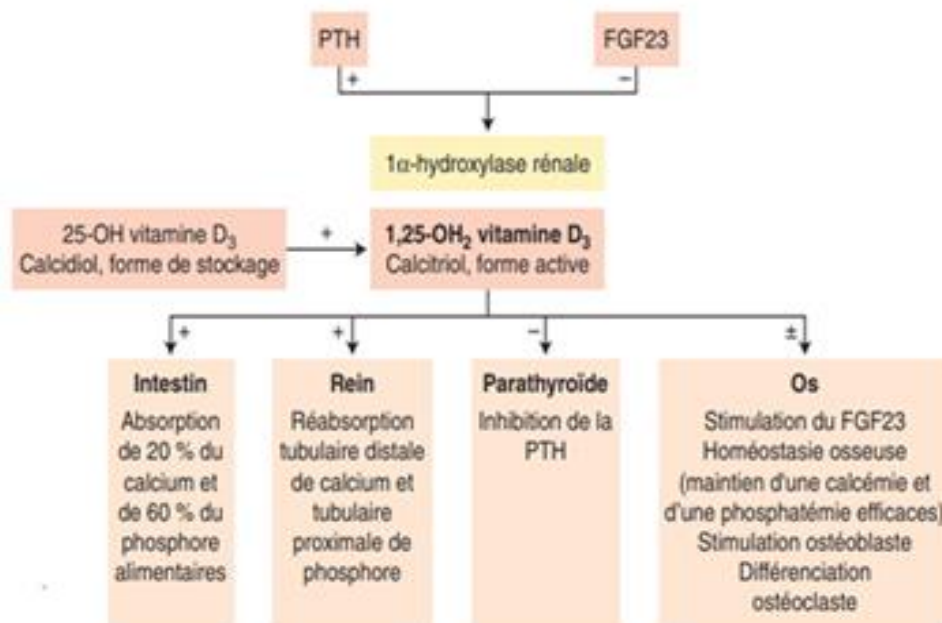 PTH
FGF23
+
−
1α-hydroxylase rénale
25-OH vitamine D₃
Calcidiol, forme de stockage
+
1,25-OH₂ vitamine D₃
Calcitriol, forme active
+
+
−
±
Intestin
Absorption
de 20 % du
calcium et
de 60 % du
phosphore
alimentaires
Rein
Réabsorption
tubulaire distale
de calcium et
tubulaire
proximale de
phosphore
Parathyroïde
Inhibition de la
PTH
Os
Stimulation du FGF23
Homéostasie osseuse
(maintien d'une calcémie et
d'une phosphatémie efficaces)
Stimulation ostéoblaste
Différenciation
ostéoclaste